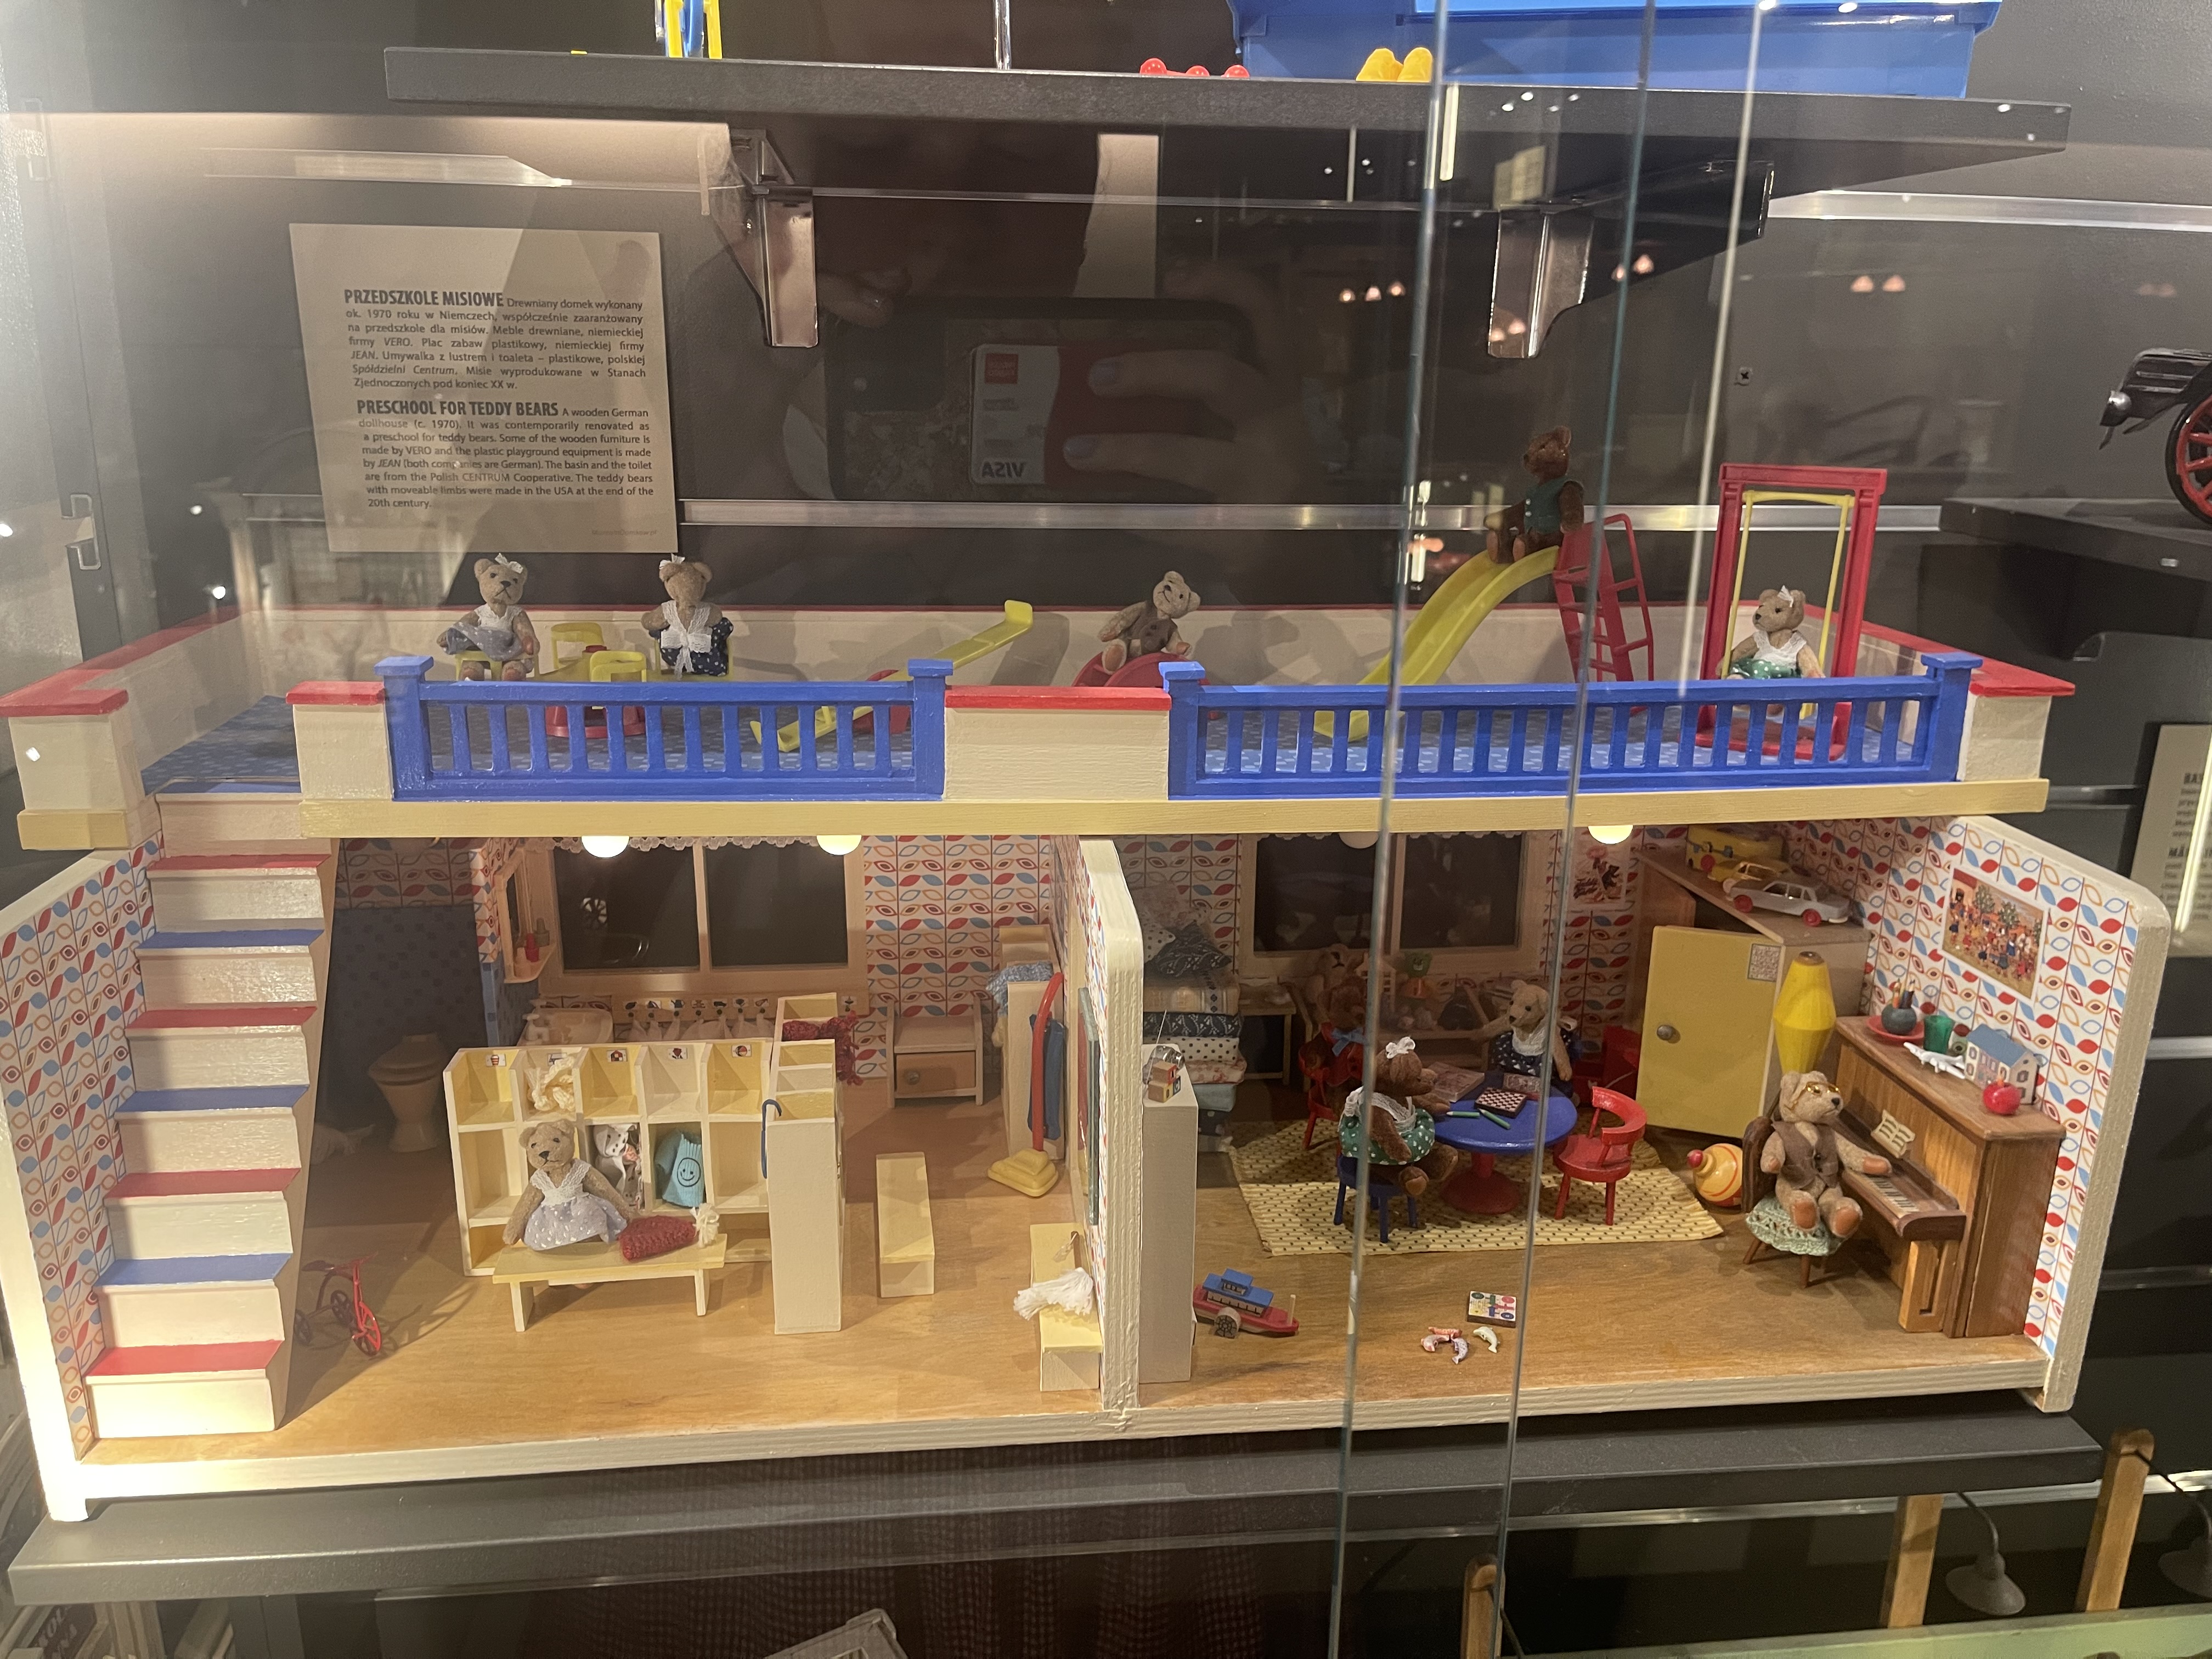 PRZEDSZKOLE MISIOWE Drewniany domek wykonany
ok. 1970 roku w Niemczech, współcześnie zaaranżowany
na przedszkole dla misiów. Meble drewniane, niemieckiej
firmy VERO. Plac zabaw plastikowy, niemieckiej firmy
JEAN. Umywalka z lustrem i toaleta – plastikowe, polskiej
Spółdzielni Centrum. Misie wyprodukowane w Stanach
Zjednoczonych pod koniec XX w.
PRESCHOOL FOR TEDDY BEARS A wooden German
dollhouse (c. 1970). It was contemporarily renovated as
a preschool for teddy bears. Some of the wooden furniture is
made by VERO and the plastic playground equipment is made
by JEAN (both companies are German). The basin and the toilet
are from the Polish CENTRUM Cooperative. The teddy bears
with moveable limbs were made in the USA at the end of the
20th century.
VISA